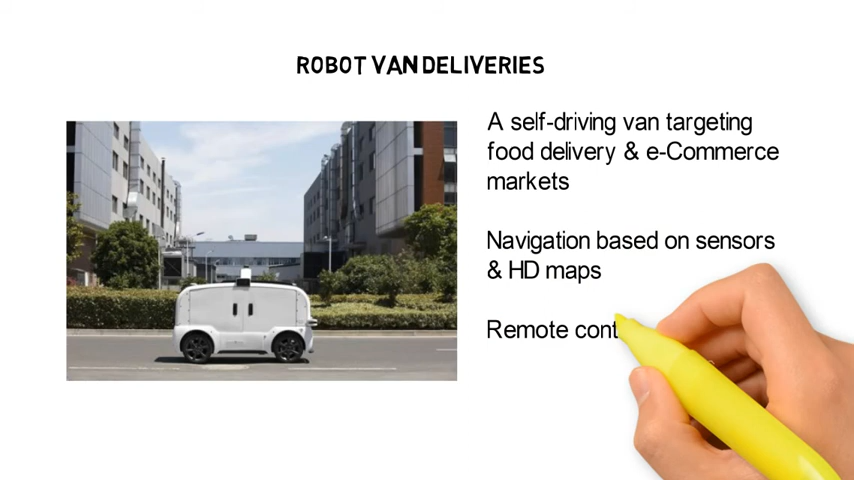 ROBOT VAN DELIVERIES
A self-driving van targeting
food delivery & e-Commerce
markets
Navigation based on sensors
& HD maps
Remote cont